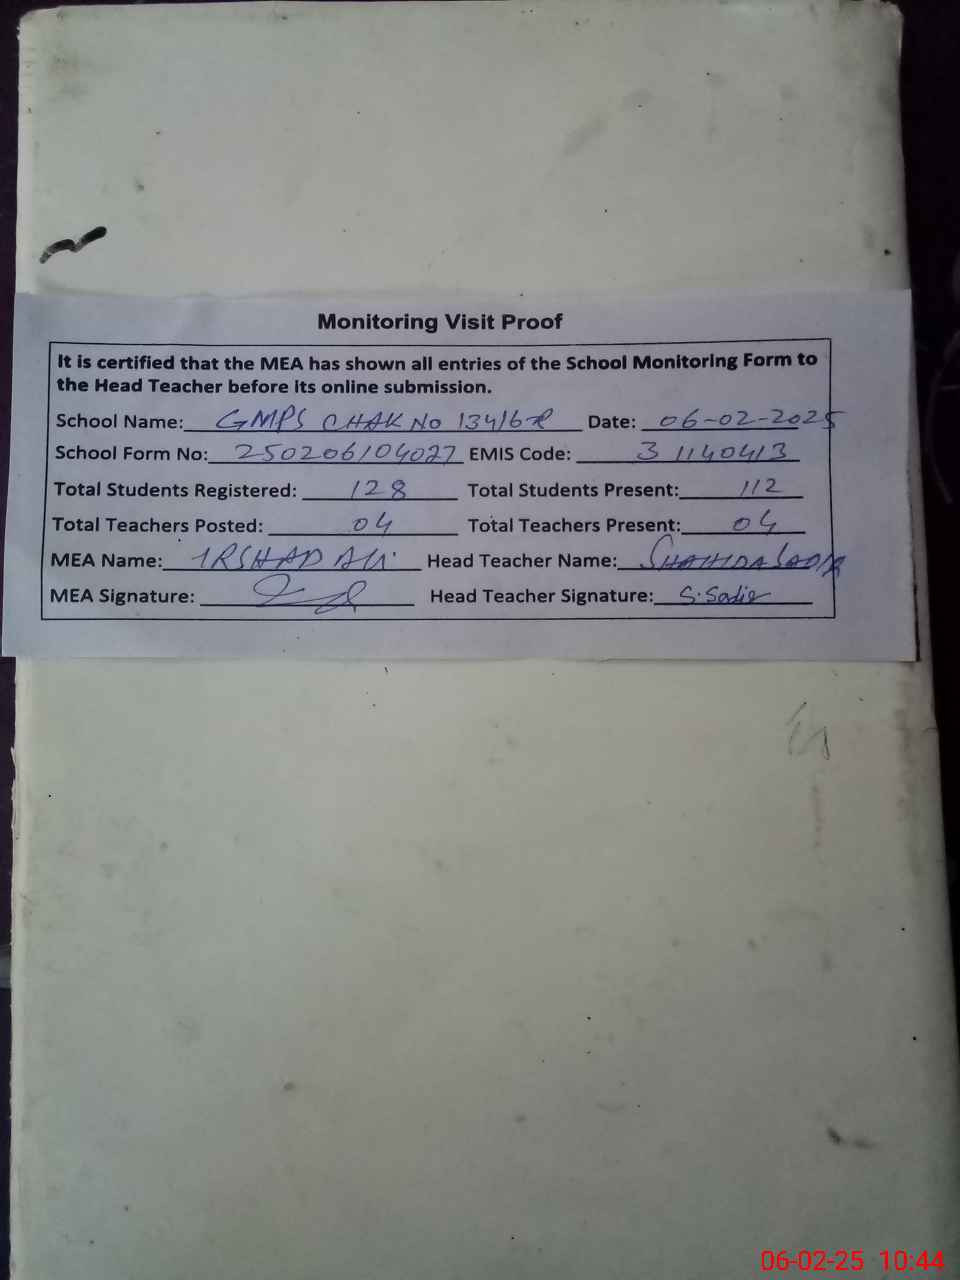 Monitoring Visit Proof
It is certified that the MEA has shown all entries of the School Monitoring Form to
the Head Teacher before its online submission.
School Name: GMPS CHAK No 134/6R Date: 06-02-2025
School Form No: 250206104027 EMIS Code: 31140413
Total Students Registered: 128 Total Students Present: 112
Total Teachers Posted: 04 Total Teachers Present: 04
MEA Name: IRSHAD ALI Head Teacher Name: SHAHIDA SADIA
MEA Signature: Head Teacher Signature: S.Sadia
06-02-25 10:44